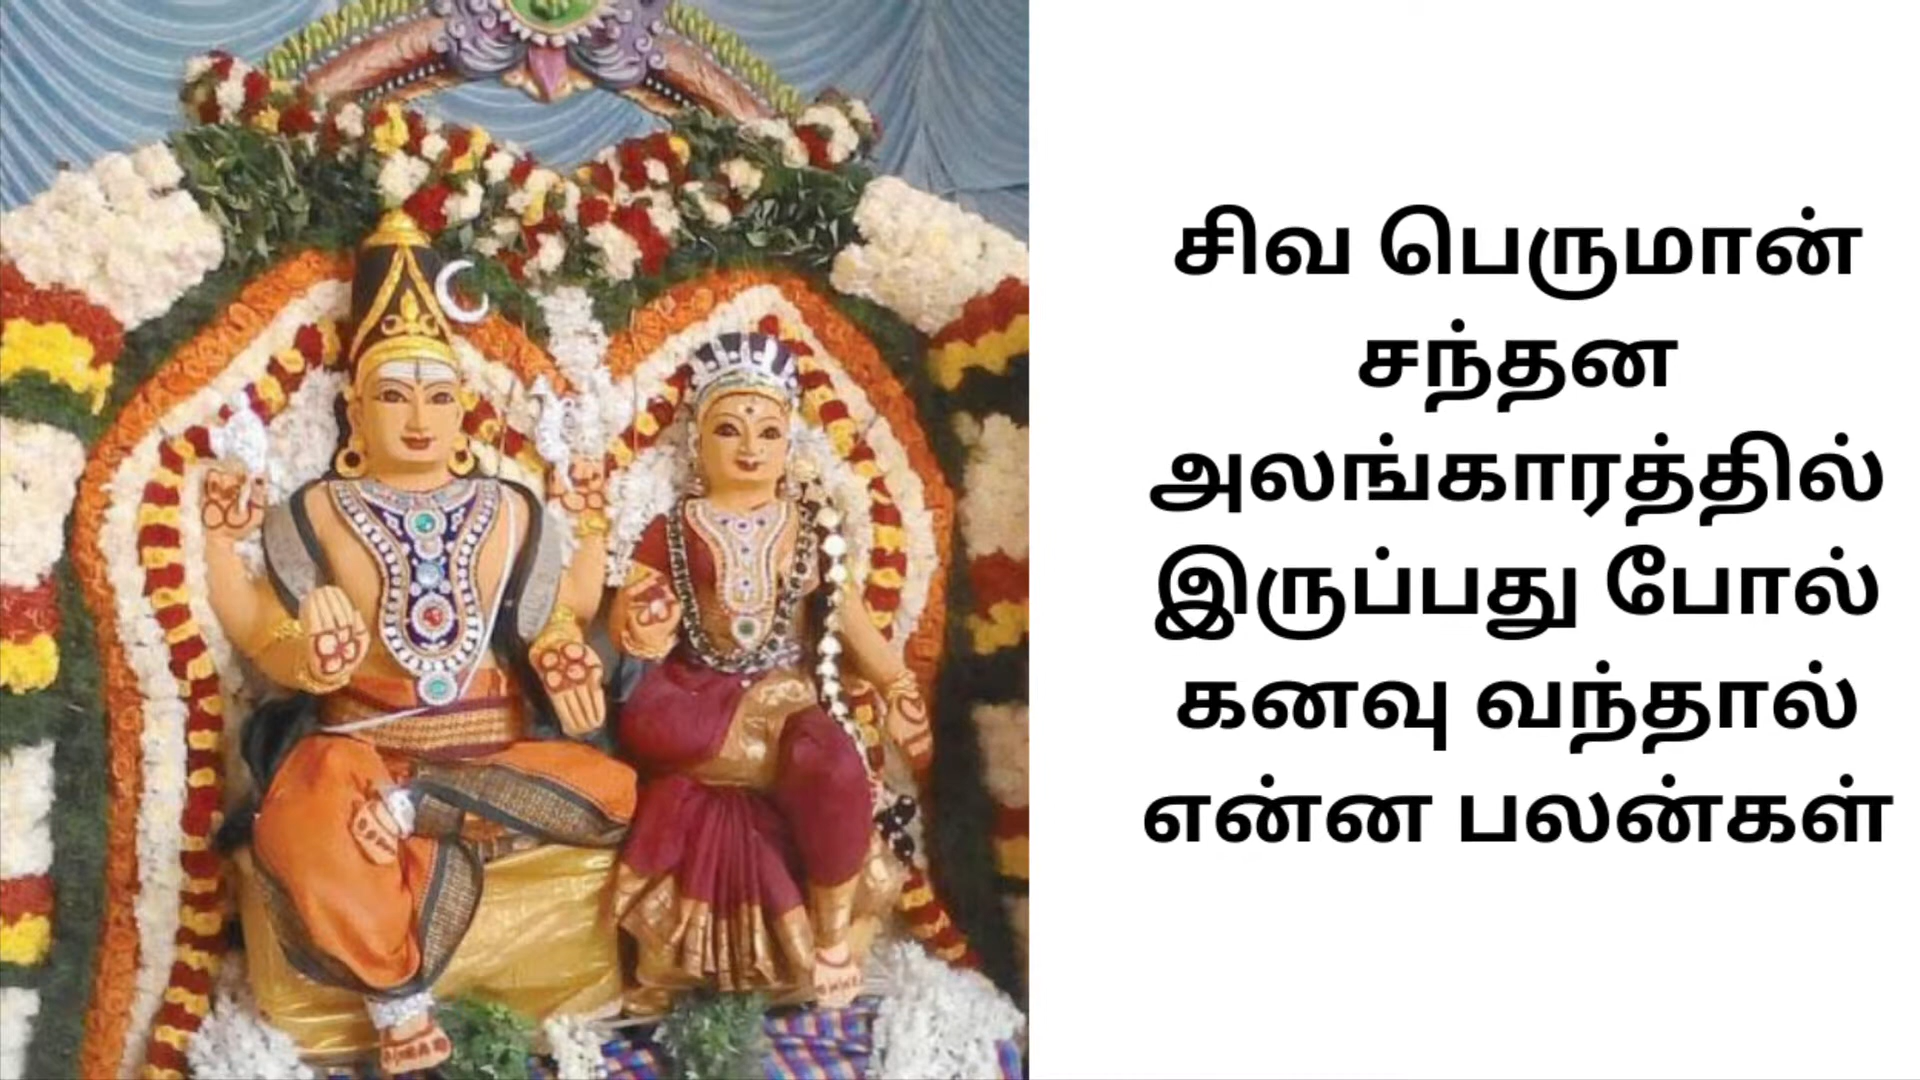 சிவ பெருமான்
சந்தன
அலங்காரத்தில்
இருப்பது போல்
கனவு வந்தால்
என்ன பலன்கள்